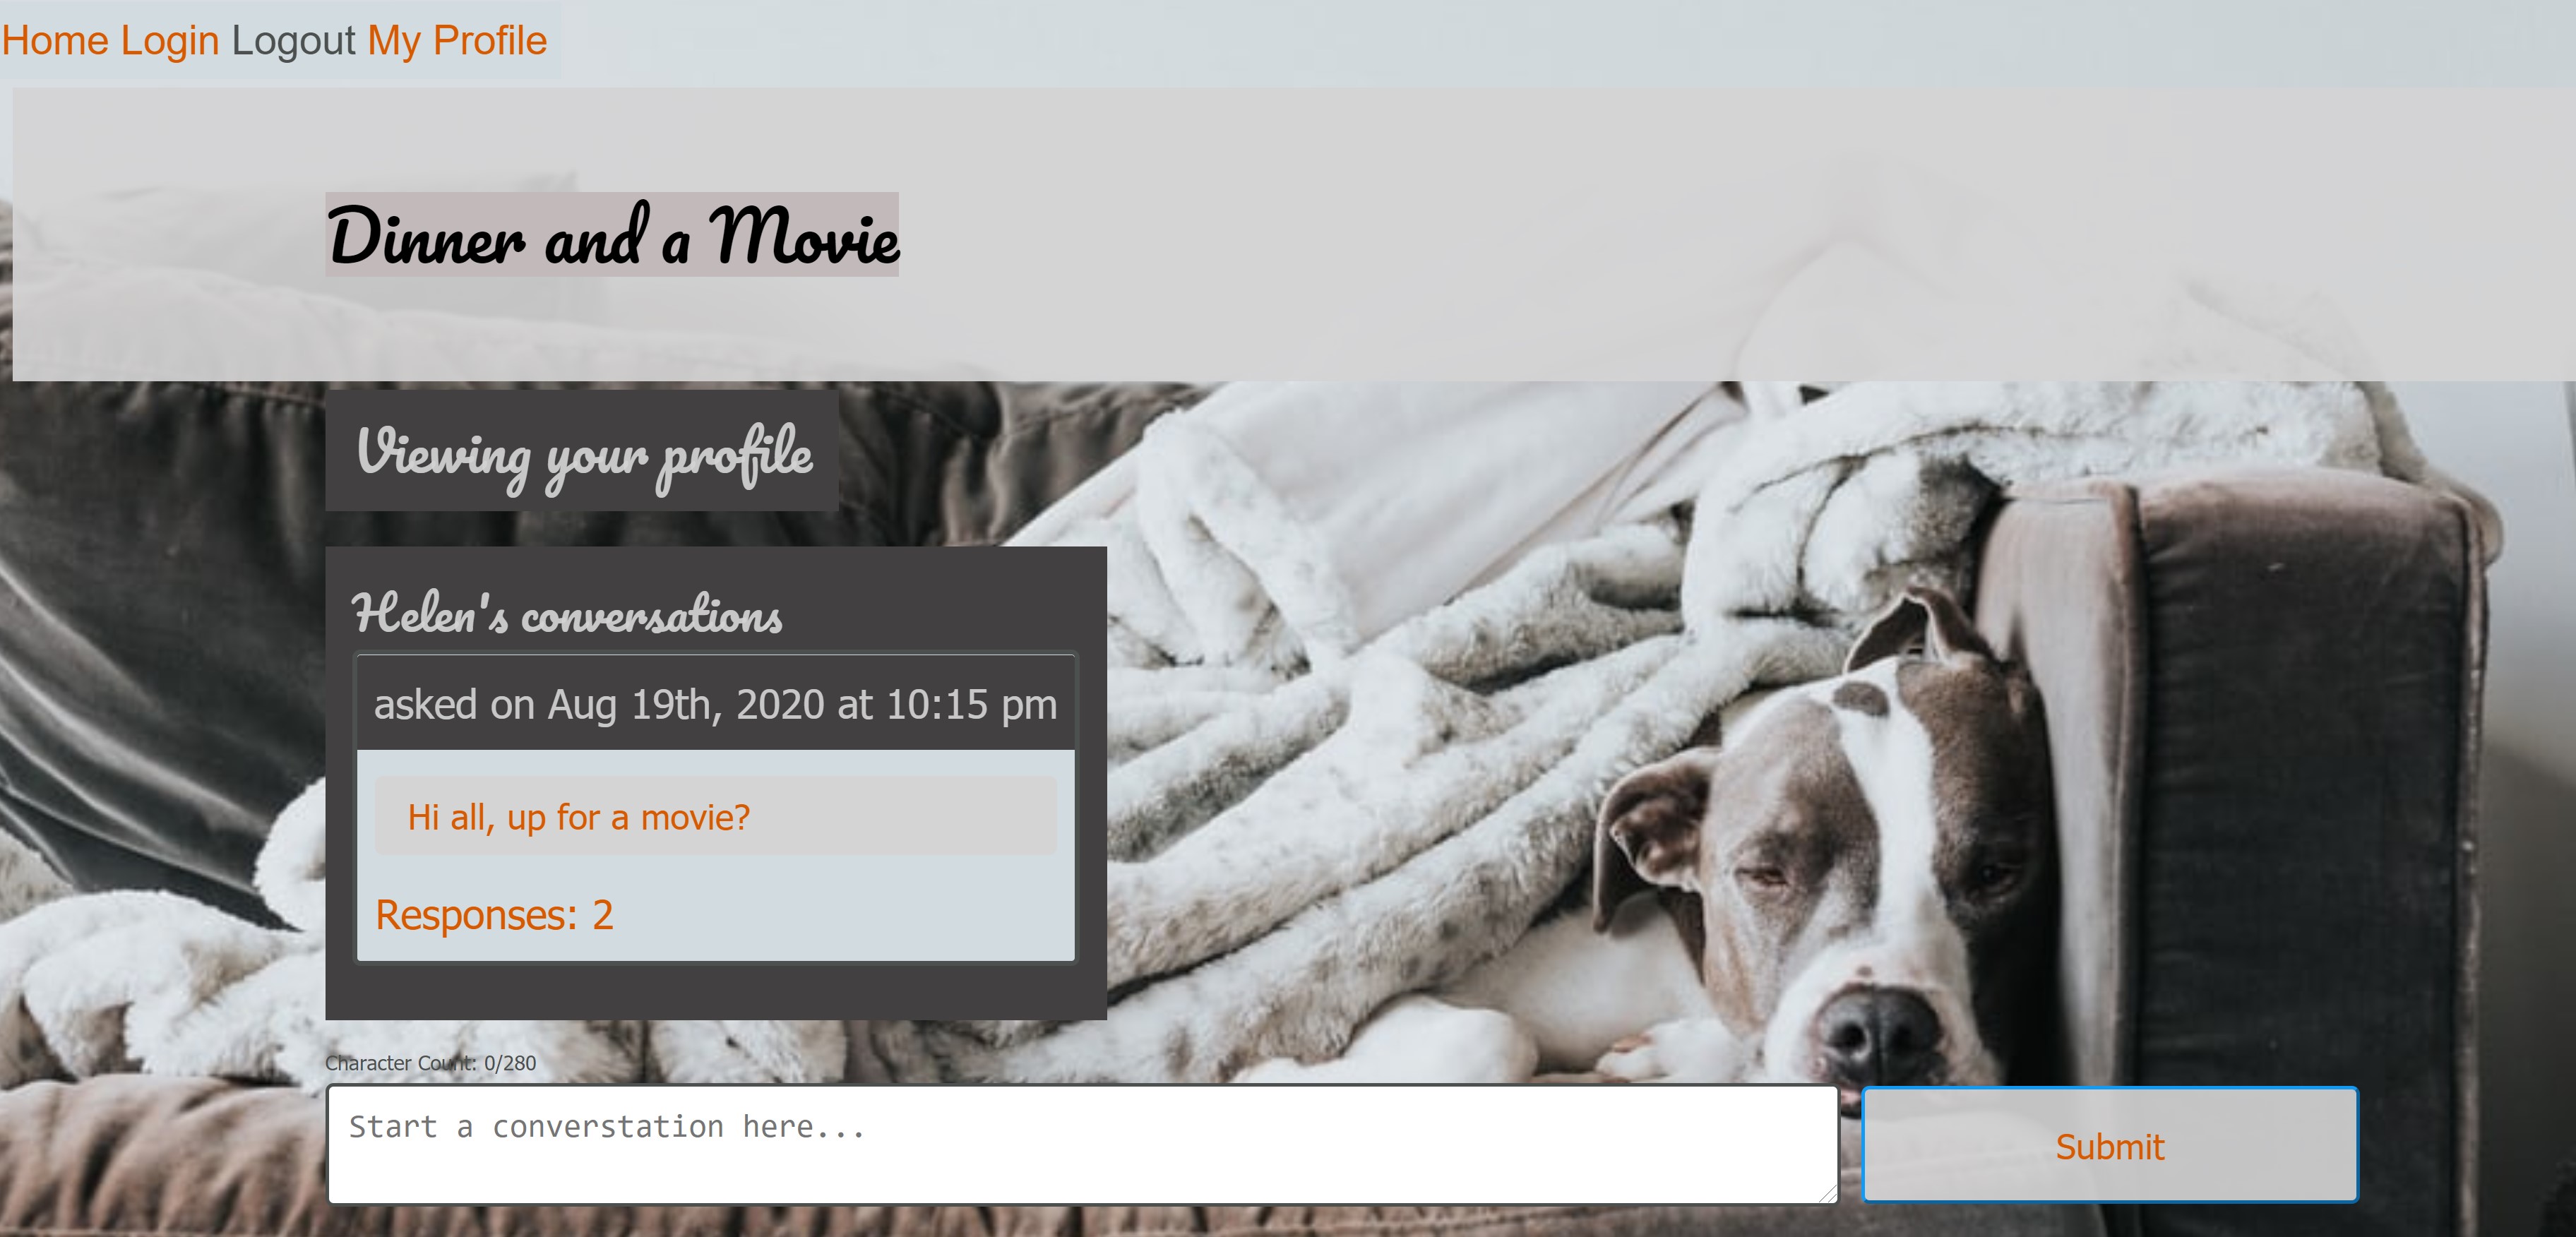 Home Login Logout My Profile
Dinner and a Movie
Viewing your profile
Helen's conversations
asked on Aug 19th, 2020 at 10:15 pm
Hi all, up for a movie?
Responses: 2
Character Count: 0/280
Start a converstation here...
Submit